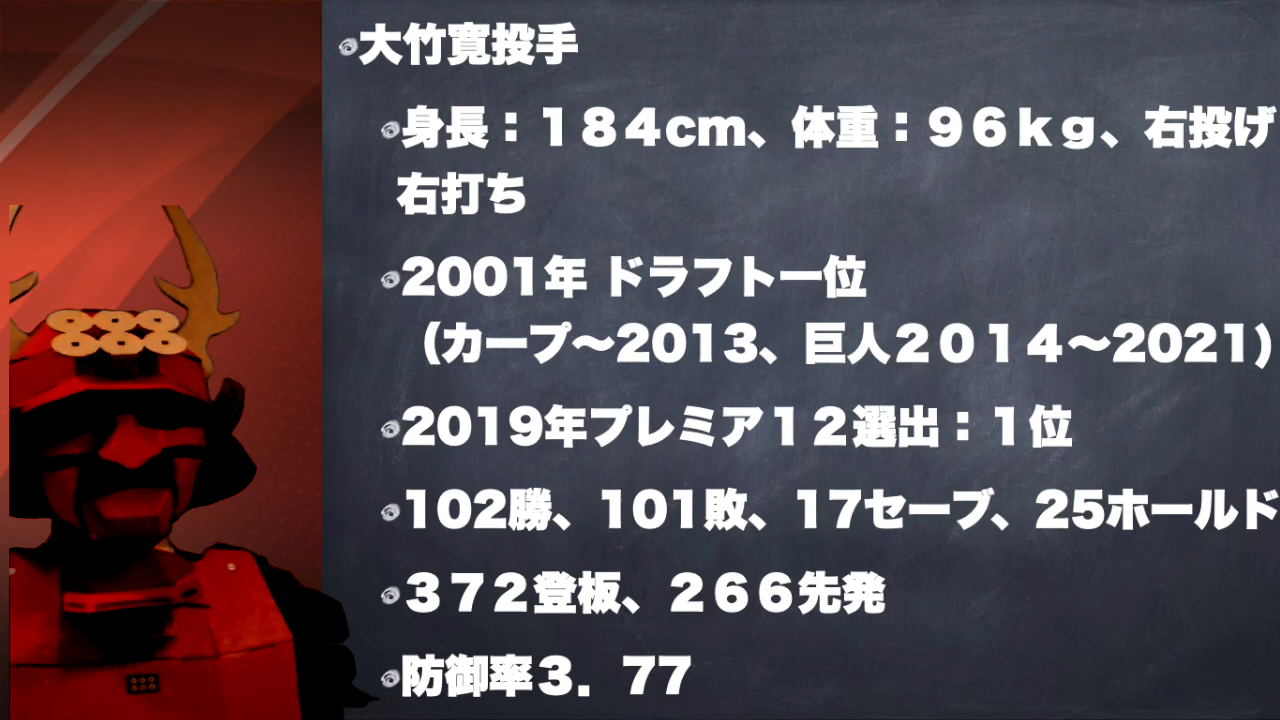 大竹寛投手
身長：１８４cm、体重：９６ｋｇ、右投げ
右打ち
2001年 ドラフト一位
（カープ〜2013、巨人２０１４〜2021）
2019年プレミア１２選出：１位
102勝、101敗、17セーブ、25ホールド
３７２登板、２６６先発
防御率３．77